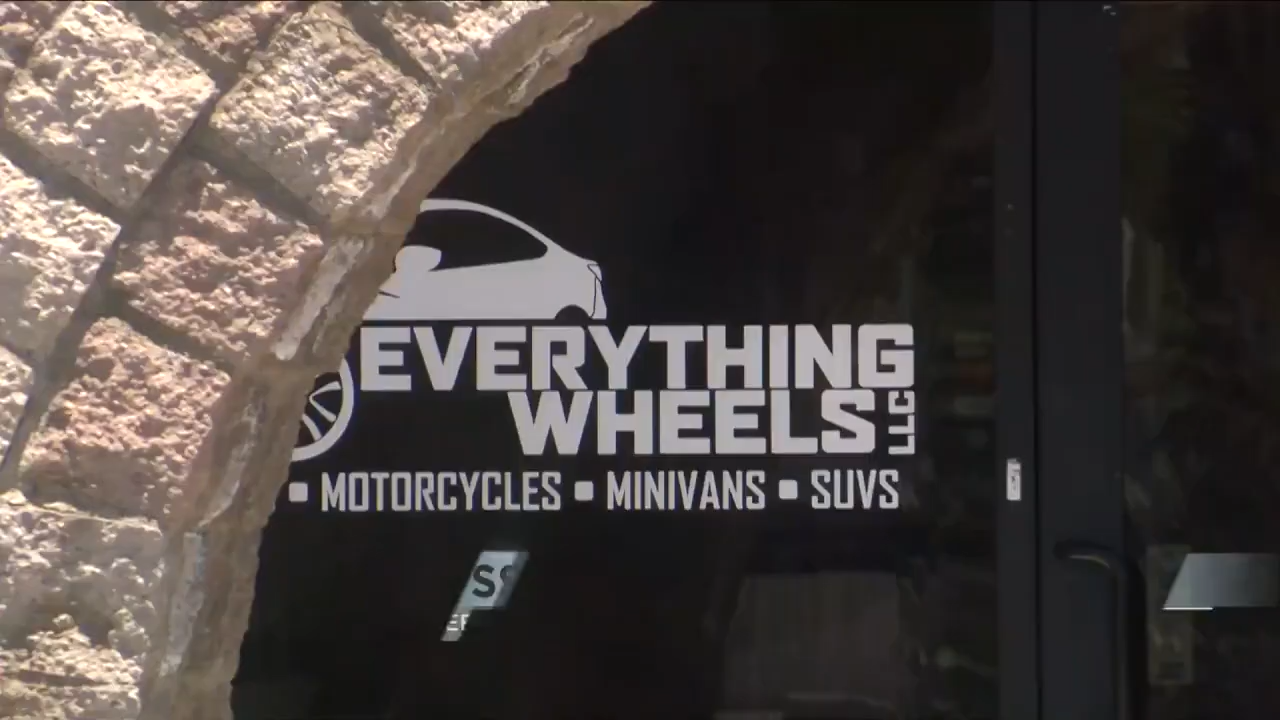 EVERYTHING
WHEELS LLC
▪ MOTORCYCLES ▪ MINIVANS ▪ SUVS